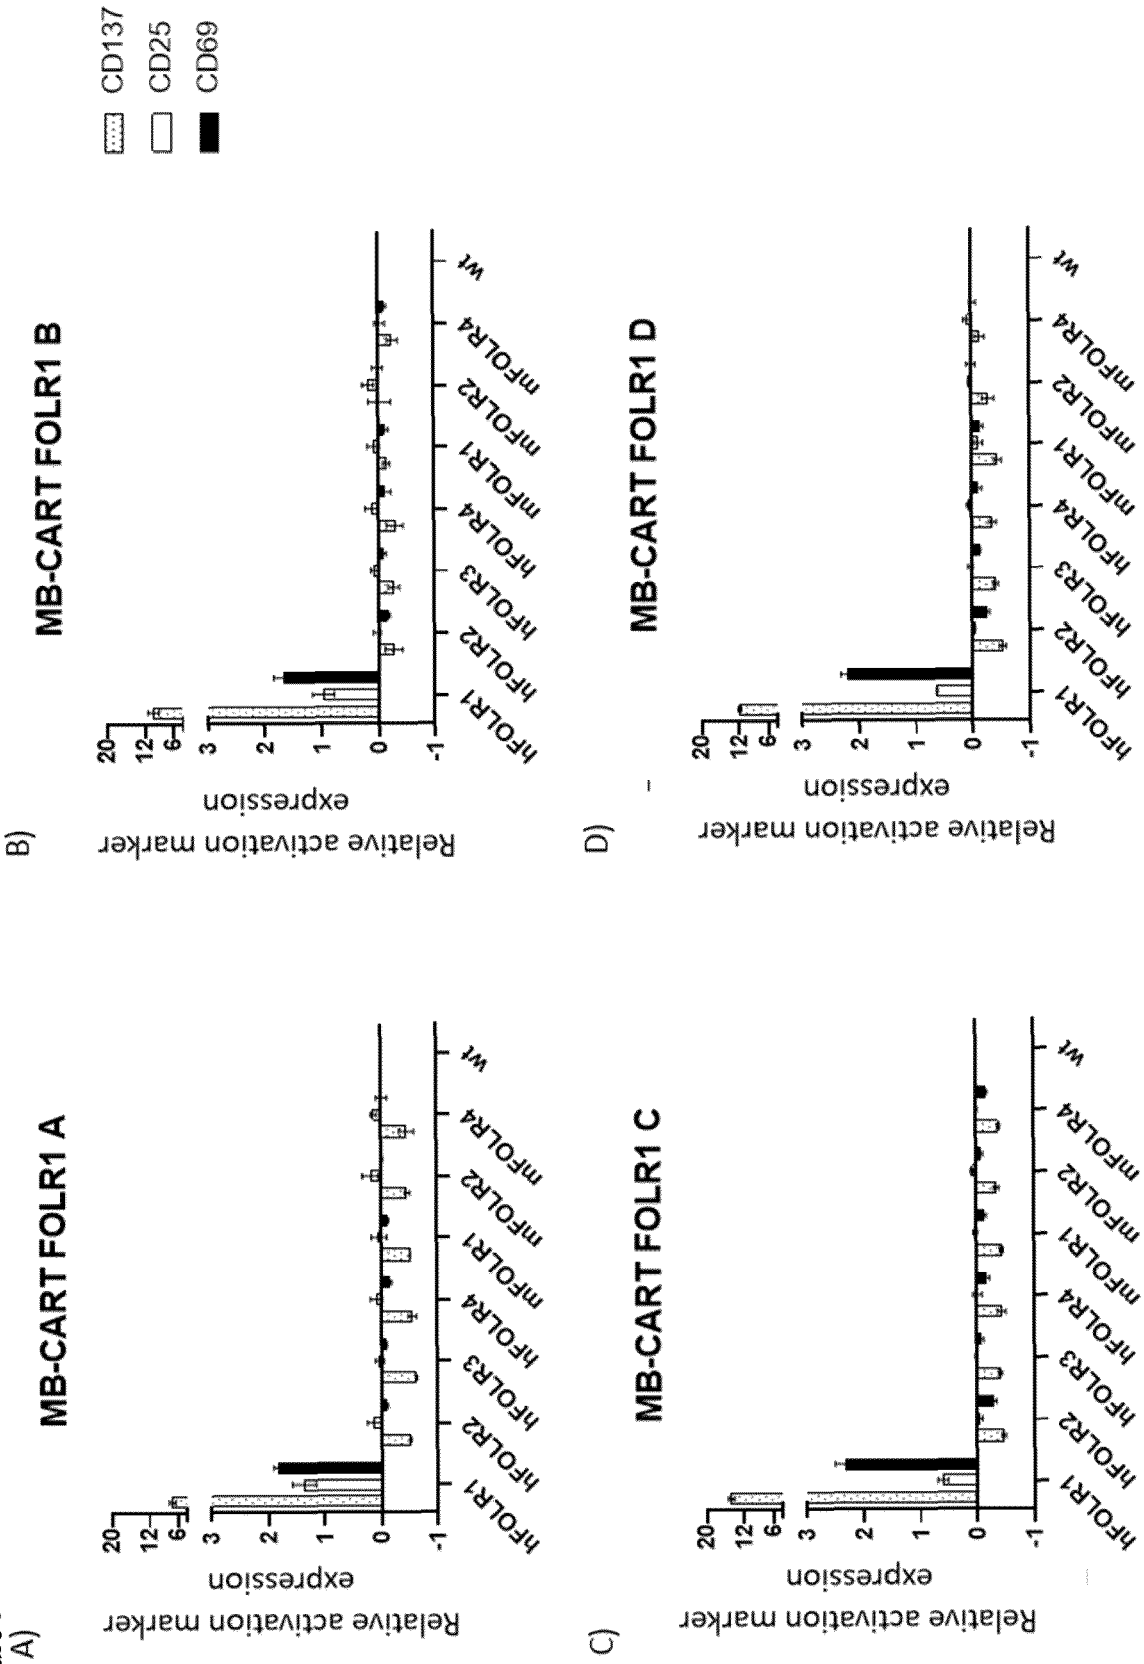 A)
MB-CART FOLR1 A
Relative activation marker
expression
20
12
6
3
2
1
0
-1
hFOLR1
hFOLR2
hFOLR3
hFOLR4
mFOLR1
mFOLR2
mFOLR4
wt
B)
MB-CART FOLR1 B
Relative activation marker
expression
20
12
6
3
2
1
0
-1
hFOLR1
hFOLR2
hFOLR3
hFOLR4
mFOLR1
mFOLR2
mFOLR4
wt
CD137
CD25
CD69
C)
MB-CART FOLR1 C
Relative activation marker
expression
20
12
6
3
2
1
0
-1
hFOLR1
hFOLR2
hFOLR3
hFOLR4
mFOLR1
mFOLR2
mFOLR4
wt
D)
MB-CART FOLR1 D
Relative activation marker
expression
20
12
6
3
2
1
0
-1
hFOLR1
hFOLR2
hFOLR3
hFOLR4
mFOLR1
mFOLR2
mFOLR4
wt